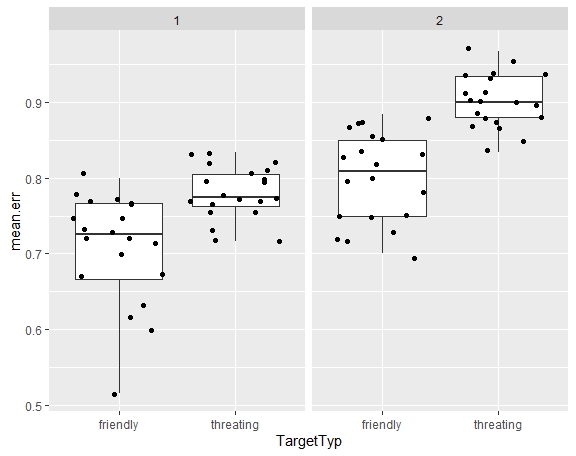 1 2
0.9
0.8
0.7
0.6
0.5
mean.err
friendly threating friendly threating
TargetTyp